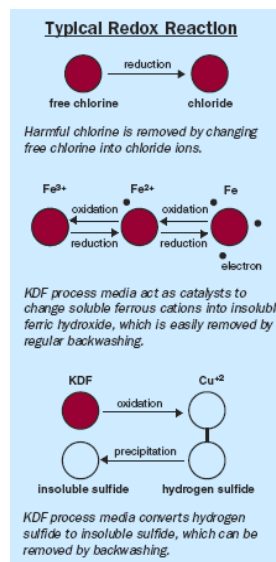 Typical Redox Reaction
reduction
free chlorine chloride
Harmful chlorine is removed by changing
free chlorine into chloride ions.
Fe3+ Fe2+ Fe
oxidation oxidation
reduction reduction
electron
KDF process media act as catalysts to
change soluble ferrous cations into insolubl
ferric hydroxide, which is easily removed by
regular backwashing.
KDF Cu+2
oxidation
precipitation
insoluble sulfide hydrogen sulfide
KDF process media converts hydrogen
sulfide to insoluble sulfide, which can be
removed by backwashing.